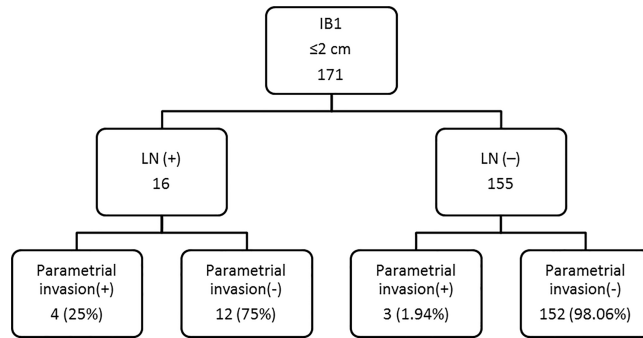 IB1
≤2 cm
171
LN (+)
16
LN (–)
155
Parametrial
invasion(+)
4 (25%)
Parametrial
invasion(-)
12 (75%)
Parametrial
invasion(+)
3 (1.94%)
Parametrial
invasion(-)
152 (98.06%)